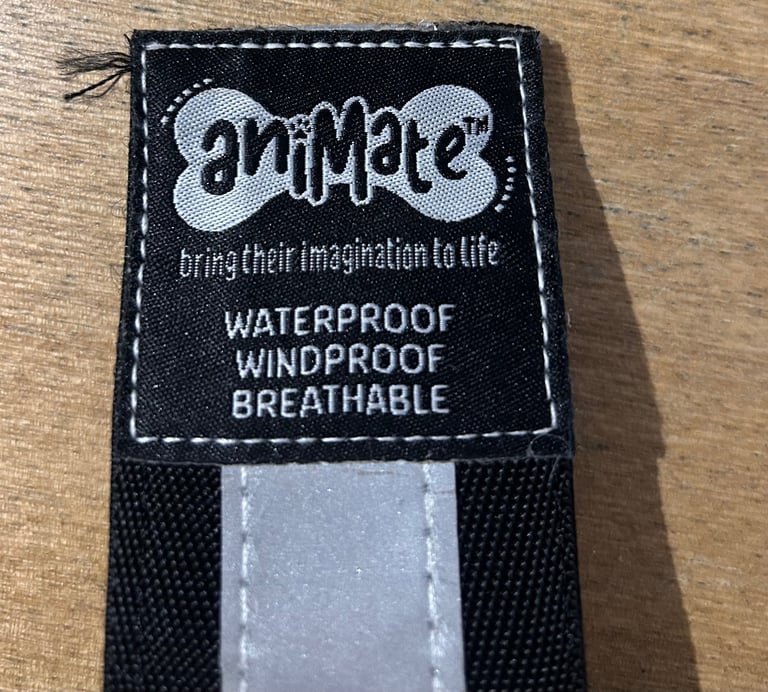 aniMate™
bring their imagination to life
WATERPROOF
WINDPROOF
BREATHABLE